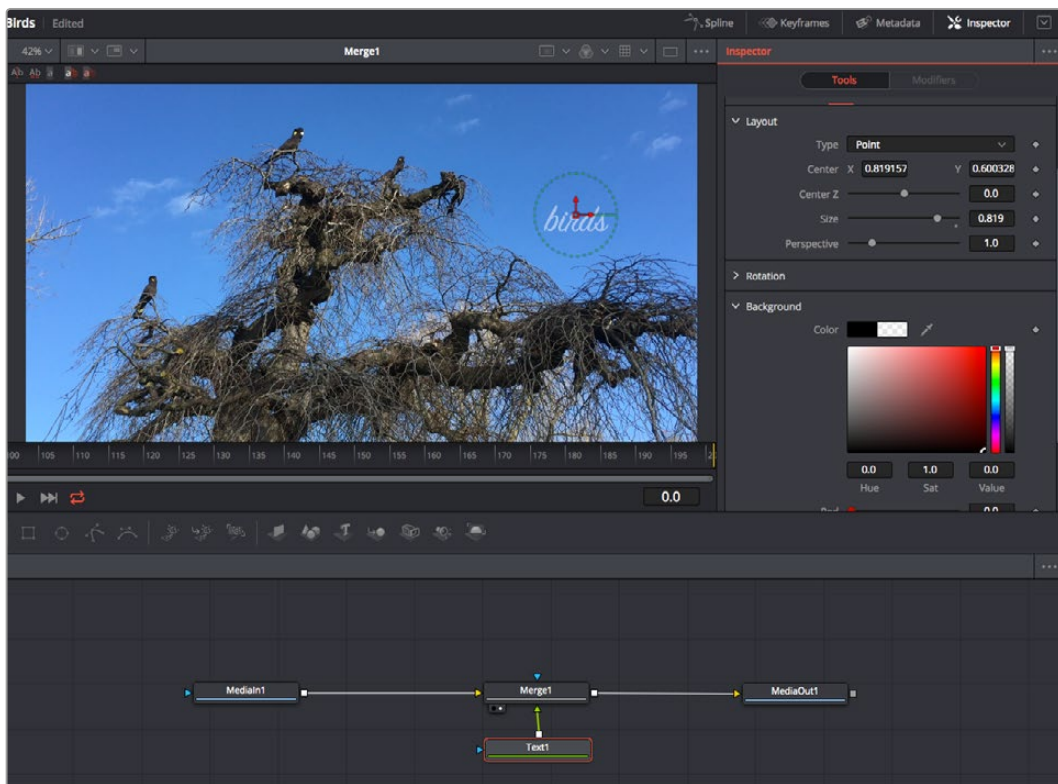 Birds Edited Spline Keyframes Metadata Inspector
42% Merge1 Inspector
Tools Modifiers
Layout
Type Point
Center X 0.819157 Y 0.600328
Center Z 0.0
Size 0.819
Perspective 1.0
Rotation
Background
Color
birds
100 105 110 115 120 125 130 135 140 145 150 155 160 165 170 175 180 185 190 195
0.0 1.0 0.0
Hue Sat Value
0.0
MediaIn1 Merge1 MediaOut1
Text1